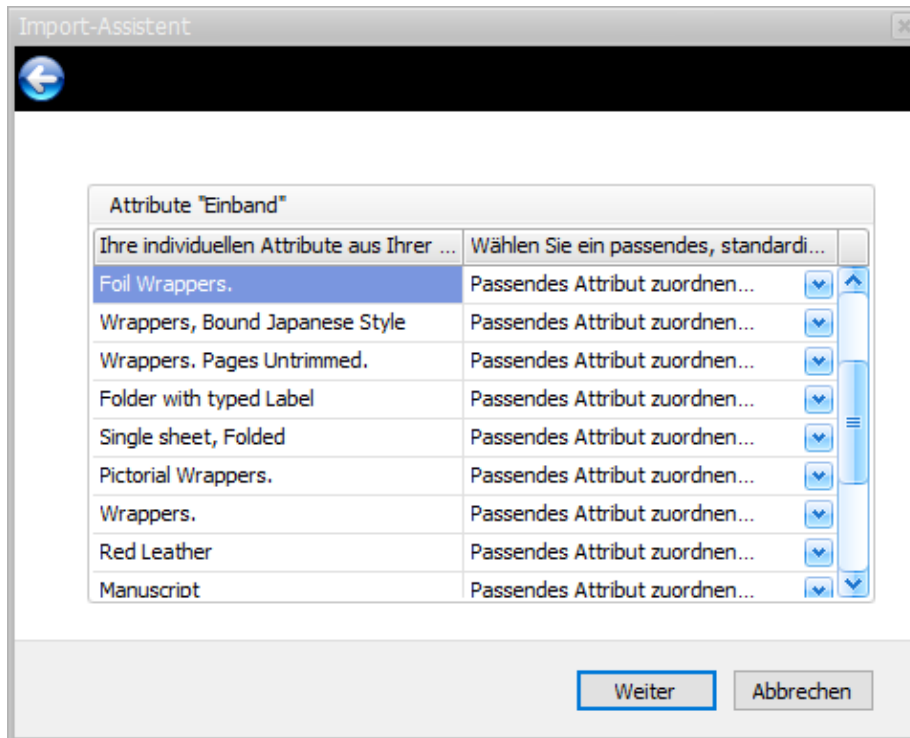 Import-Assistent
Attribute "Einband"
Ihre individuellen Attribute aus Ihrer ... Wählen Sie ein passendes, standardi...
Foil Wrappers. Passendes Attribut zuordnen...
Wrappers, Bound Japanese Style Passendes Attribut zuordnen...
Wrappers. Pages Untrimmed. Passendes Attribut zuordnen...
Folder with typed Label Passendes Attribut zuordnen...
Single sheet, Folded Passendes Attribut zuordnen...
Pictorial Wrappers. Passendes Attribut zuordnen...
Wrappers. Passendes Attribut zuordnen...
Red Leather Passendes Attribut zuordnen...
Manuscript Passendes Attribut zuordnen...
Weiter Abbrechen